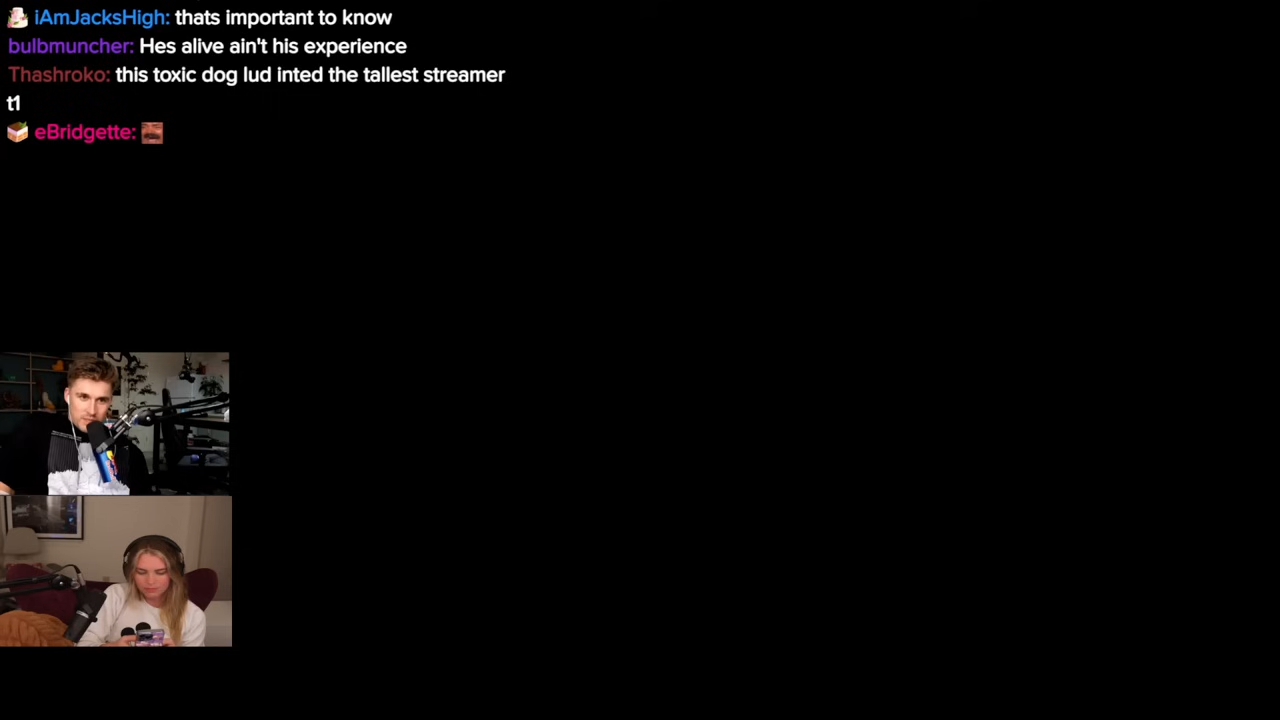 iAmJacksHigh: thats important to know
bulbmuncher: Hes alive ain't his experience
Thashroko: this toxic dog lud inted the tallest streamer
t1
eBridgette: